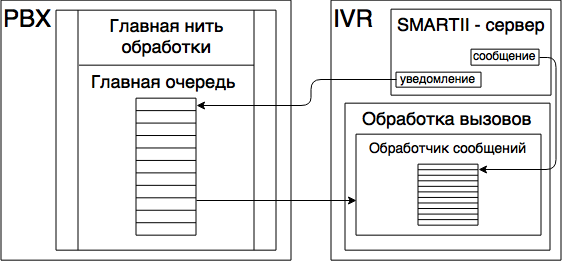 PBX
Главная нить
обработки
Главная очередь
IVR
SMARTII - сервер
сообщение
уведомление
Обработка вызовов
Обработчик сообщений